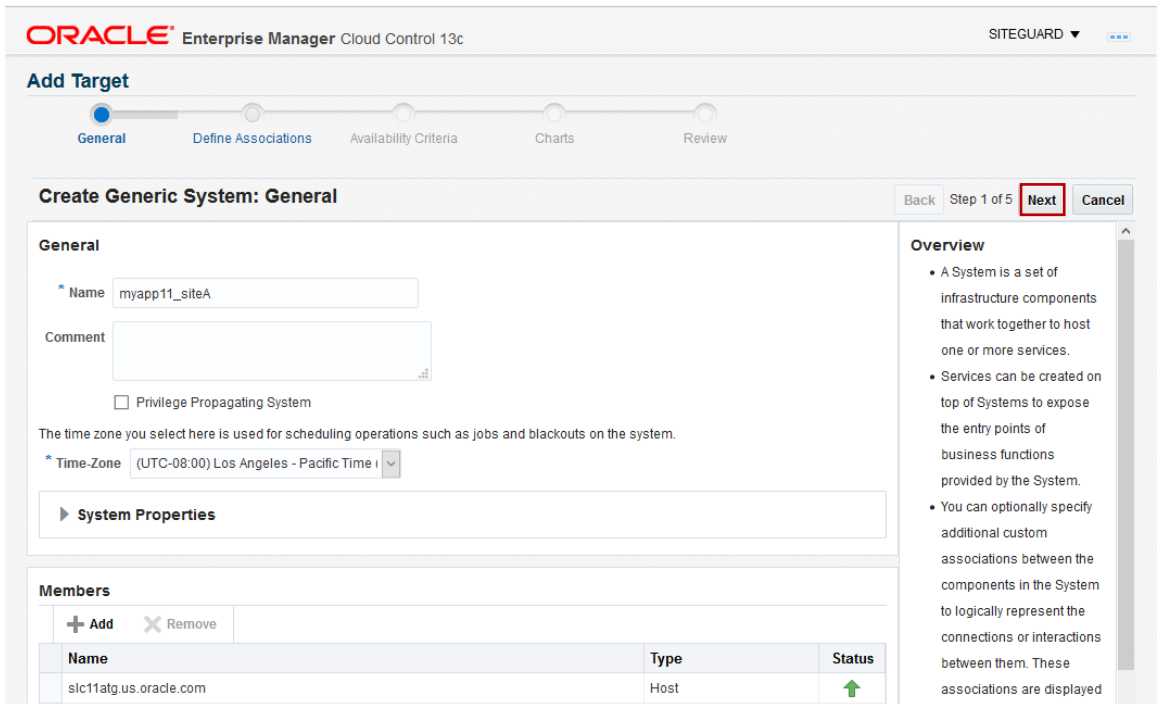 ORACLE Enterprise Manager Cloud Control 13c
SITEGUARD
Add Target
General
Define Associations
Availability Criteria
Charts
Review
Create Generic System: General
Back
Step 1 of 5
Next
Cancel
General
* Name
myapp11_siteA
Comment
Privilege Propagating System
The time zone you select here is used for scheduling operations such as jobs and blackouts on the system.
* Time-Zone
(UTC-08:00) Los Angeles - Pacific Time (
System Properties
Members
Add
Remove
Name
Type
Status
slc11atg.us.oracle.com
Host
Overview
• A System is a set of
infrastructure components
that work together to host
one or more services.
• Services can be created on
top of Systems to expose
the entry points of
business functions
provided by the System.
• You can optionally specify
additional custom
associations between the
components in the System
to logically represent the
connections or interactions
between them. These
associations are displayed